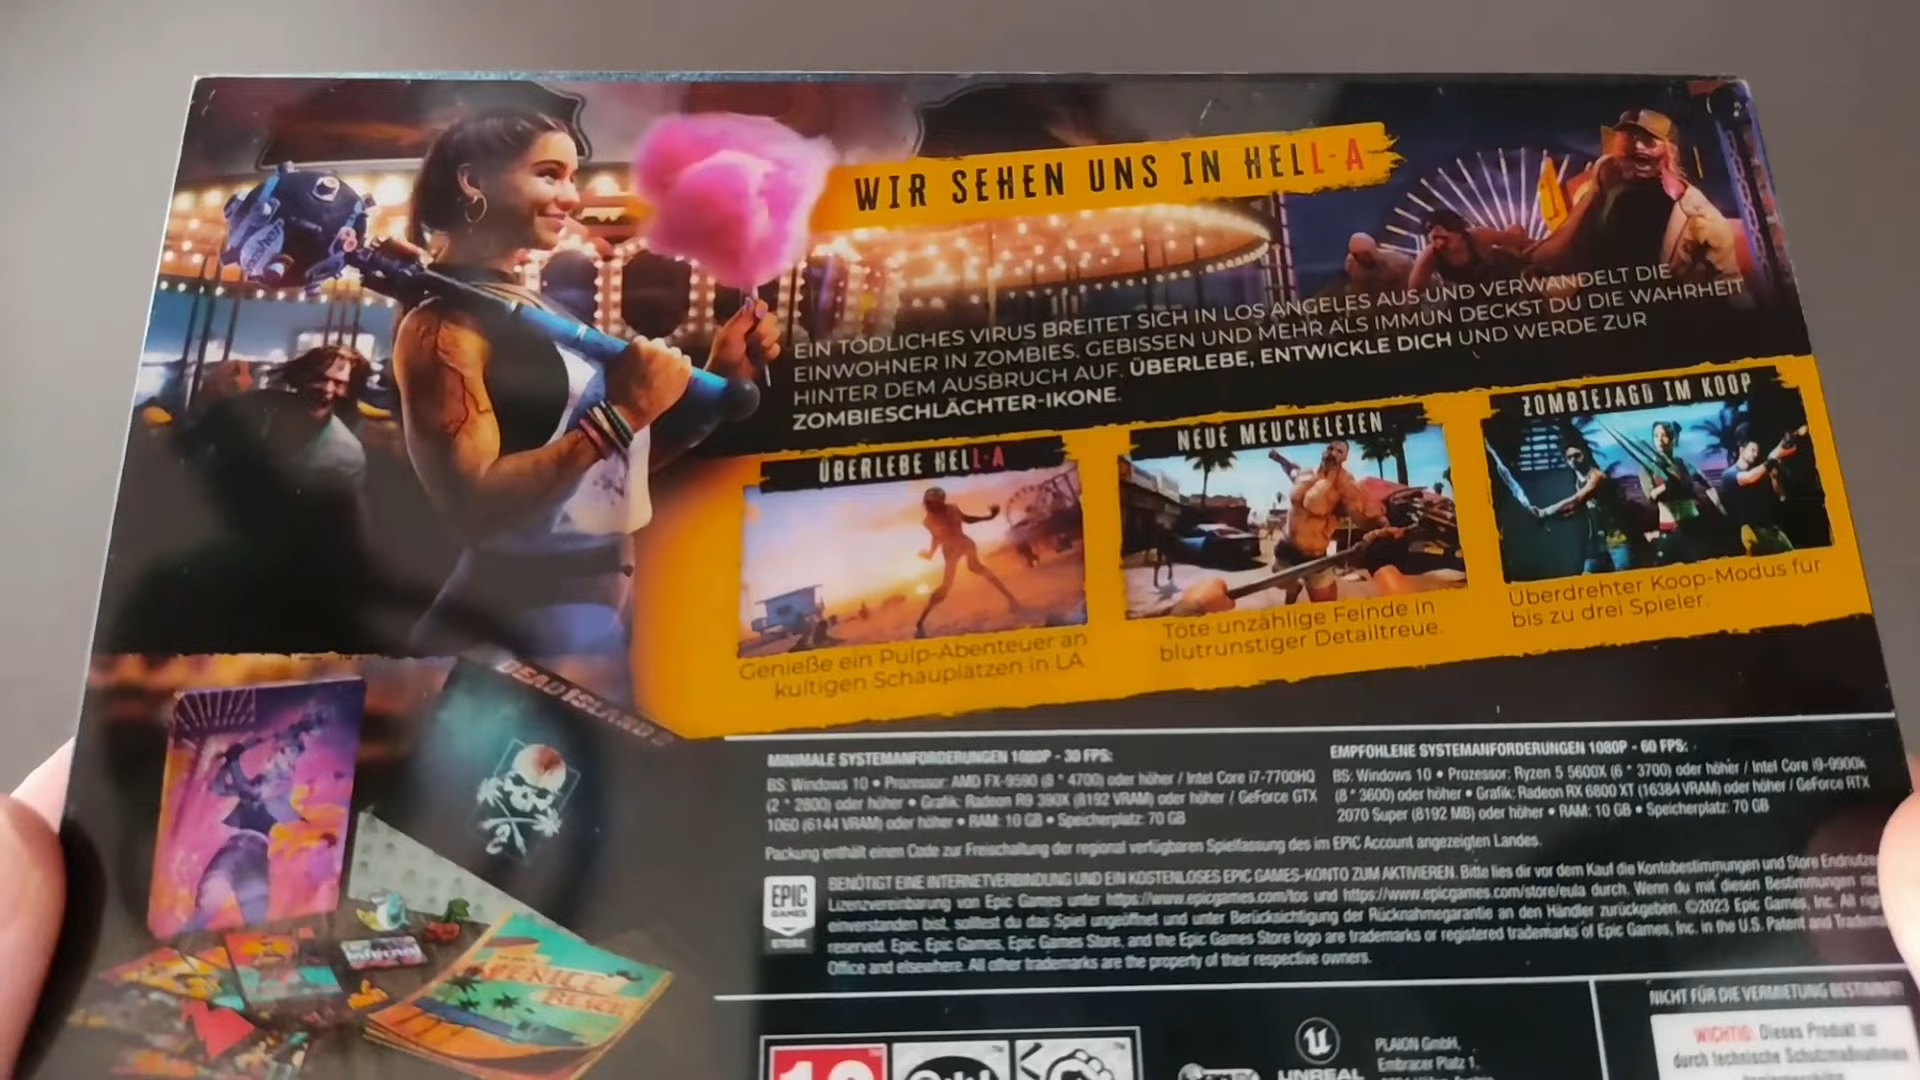 WIR SEHEN UNS IN HELL-A
EIN TÖDLICHES VIRUS BREITET SICH IN LOS ANGELES AUS UND VERWANDELT DIE
EINWOHNER IN ZOMBIES. GEBISSEN UND MEHR ALS IMMUN DECKST DU DIE WAHRHEIT
HINTER DEM AUSBRUCH AUF. ÜBERLEBE, ENTWICKLE DICH UND WERDE ZUR
ZOMBIESCHLÄCHTER-IKONE.
ÜBERLEBE HELL-A
Genieße ein Pulp-Abenteuer an
kultigen Schauplätzen in LA.
NEUE MEUCHELEIEN
Töte unzählige Feinde in
blutrünstiger Detailtreue.
ZOMBIEJAGD IM KOOP
Überdrehter Koop-Modus für
bis zu drei Spieler.
DEAD ISLAND 2
VENICE
BEACH
MINIMALE SYSTEMANFORDERUNGEN 1080P - 30 FPS:
BS: Windows 10 • Prozessor: AMD FX-9590 (8 * 4700) oder höher / Intel Core i7-7700HQ
(2 * 2800) oder höher • Grafik: Radeon R9 390X (8192 VRAM) oder höher / GeForce GTX
1060 (6144 VRAM) oder höher • RAM: 10 GB • Speicherplatz: 70 GB
EMPFOHLENE SYSTEMANFORDERUNGEN 1080P - 60 FPS:
BS: Windows 10 • Prozessor: Ryzen 5 5600X (6 * 3700) oder höher / Intel Core i9-9900k
(8 * 3600) oder höher • Grafik: Radeon RX 6800 XT (16384 VRAM) oder höher / GeForce RTX
2070 Super (8192 MB) oder höher • RAM: 10 GB • Speicherplatz: 70 GB
Packung enthält einen Code zur Freischaltung der regional verfügbaren Spielfassung des im EPIC Account angezeigten Landes.
EPIC
GAMES
STORE
BENÖTIGT EINE INTERNETVERBINDUNG UND EIN KOSTENLOSES EPIC GAMES-KONTO ZUM AKTIVIEREN. Bitte lies dir vor dem Kauf die Kontobestimmungen und Store Endnutze
Lizenzvereinbarung von Epic Games unter https://www.epicgames.com/tos und https://www.epicgames.com/store/eula durch. Wenn du mit diesen Bestimmungen nic
einverstanden bist, solltest du das Spiel ungeöffnet und unter Berücksichtigung der Rücknahmegarantie an den Händler zurückgeben. ©2023 Epic Games, Inc. All rig
reserved. Epic, Epic Games, Epic Games Store, and the Epic Games Store logo are trademarks or registered trademarks of Epic Games, Inc. in the U.S. Patent and Tradem
Office and elsewhere. All other trademarks are the property of their respective owners.
UNREAL
PLAION GmbH,
Embracer Platz 1,
NICHT FÜR DIE VERMIETUNG BESTIMMT!
WICHTIG: Dieses Produkt ist
durch technische Schutzmaßnahmen